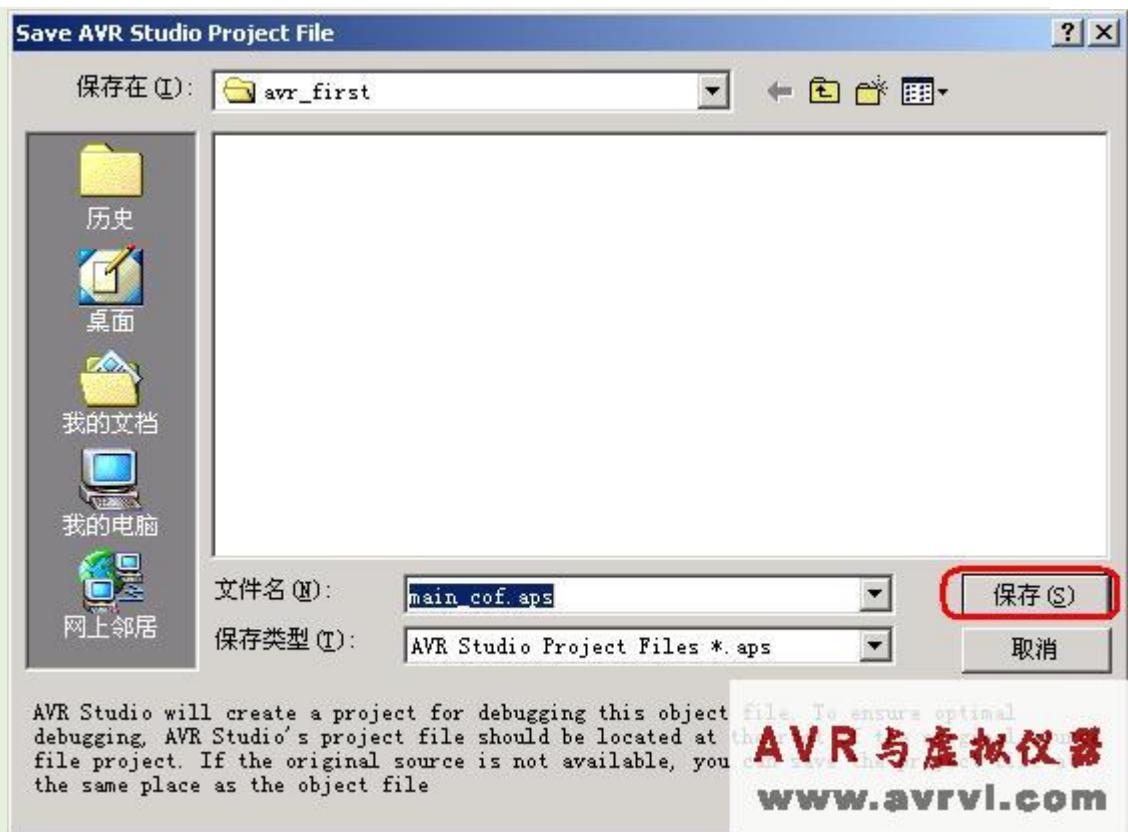 Save AVR Studio Project File
保存在(I):
avr_first
历史
桌面
我的文档
我的电脑
网上邻居
文件名(N):
main_cof.aps
保存(S)
保存类型(T):
AVR Studio Project Files *.aps
取消
AVR Studio will create a project for debugging this object file. To ensure optimal
debugging, AVR Studio's project file should be located at
file project. If the original source is not available, you can save the
the same place as the object file
AVR与虚拟仪器
www.avrvi.com